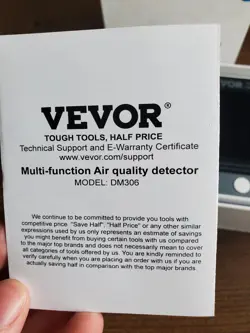 VEVOR®
TOUGH TOOLS, HALF PRICE
Technical Support and E-Warranty Certificate
www.vevor.com/support
Multi-function Air quality detector
MODEL: DM306
We continue to be committed to provide you tools with
competitive price. "Save Half", "Half Price" or any other similar
expressions used by us only represents an estimate of savings
you might benefit from buying certain tools with us compared
to the major top brands and does not necessarily mean to cover
all categories of tools offered by us. You are kindly reminded to
verify carefully when you are placing an order with us if you are
actually saving half in comparison with the top major brands.